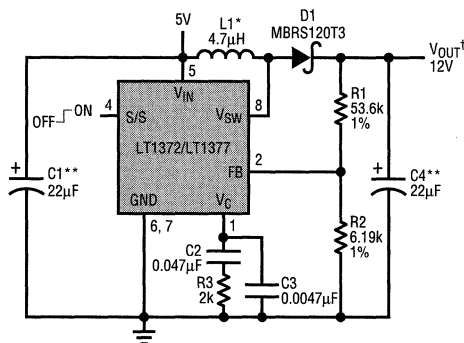 5V
L1*
4.7µH
D1
MBRS120T3
VOUT†
12V
5
VIN
OFF ON
4
S/S
VSW
8
LT1372/LT1377
FB
2
GND
VC
6, 7
1
R1
53.6k
1%
+
C1**
22µF
+
C4**
22µF
R2
6.19k
1%
C2
0.047µF
R3
2k
C3
0.0047µF